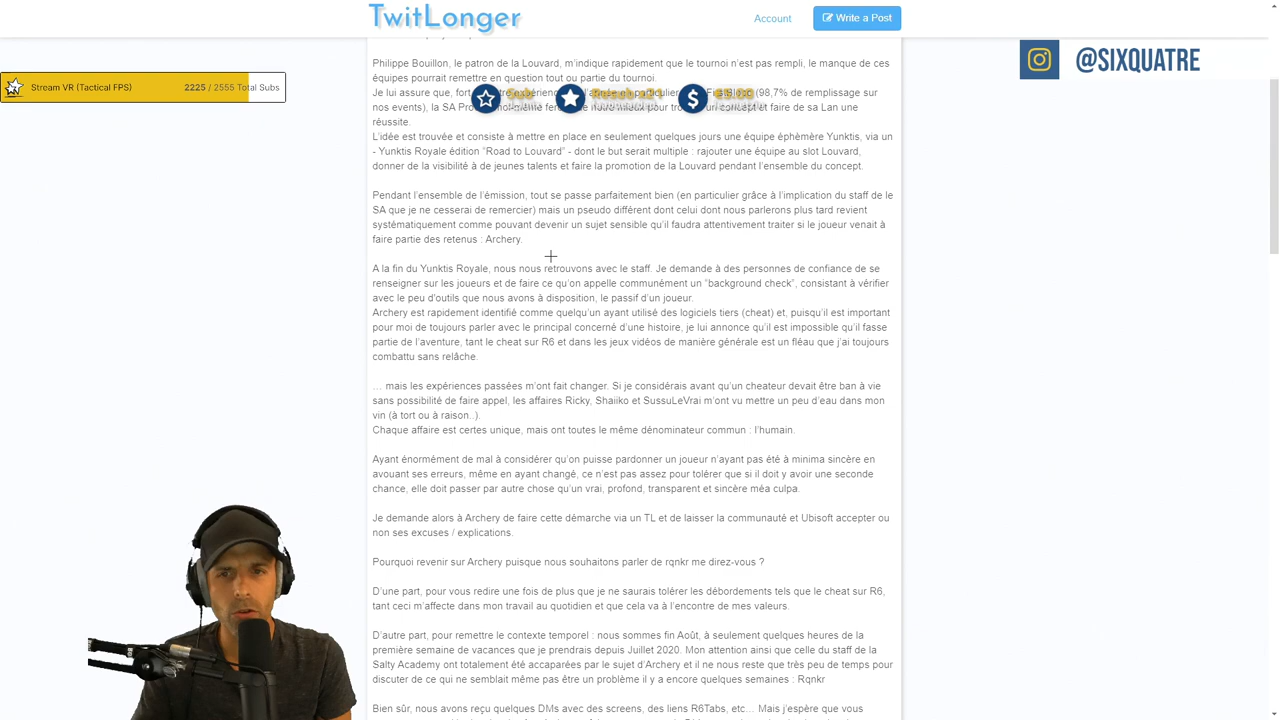 TwitLonger
Account
Write a Post
@SIXQUATRE
Stream VR (Tactical FPS)
2225 / 2555 Total Subs
Philippe Bouillon, le patron de la Louvard, m'indique rapidement que le tournoi n'est pas rempli, le manque de ces
équipes pourrait remettre en question tout ou partie du tournoi.
Je lui assure que, fort
(98,7% de remplissage sur
nos events), la SA
un concept et faire de sa Lan une
réussite.
L'idée est trouvée et consiste à mettre en place en seulement quelques jours une équipe éphèmère Yunktis, via un
- Yunktis Royale édition "Road to Louvard" - dont le but serait multiple : rajouter une équipe au slot Louvard,
donner de la visibilité à de jeunes talents et faire la promotion de la Louvard pendant l'ensemble du concept.
Pendant l'ensemble de l'émission, tout se passe parfaitement bien (en particulier grâce à l'implication du staff de le
SA que je ne cesserai de remercier) mais un pseudo différent dont celui dont nous parlerons plus tard revient
systématiquement comme pouvant devenir un sujet sensible qu'il faudra attentivement traiter si le joueur venait à
faire partie des retenus : Archery.
A la fin du Yunktis Royale, nous nous retrouvons avec le staff. Je demande à des personnes de confiance de se
renseigner sur les joueurs et de faire ce qu'on appelle communément un "background check", consistant à vérifier
avec le peu d'outils que nous avons à disposition, le passif d'un joueur.
Archery est rapidement identifié comme quelqu'un ayant utilisé des logiciels tiers (cheat) et, puisqu'il est important
pour moi de toujours parler avec le principal concerné d'une histoire, je lui annonce qu'il est impossible qu'il fasse
partie de l'aventure, tant le cheat sur R6 et dans les jeux vidéos de manière générale est un fléau que j'ai toujours
combattu sans relâche.
… mais les expériences passées m'ont fait changer. Si je considérais avant qu'un cheateur devait être ban à vie
sans possibilité de faire appel, les affaires Ricky, Shaiiko et SussuLeVrai m'ont vu mettre un peu d'eau dans mon
vin (à tort ou à raison..).
Chaque affaire est certes unique, mais ont toutes le même dénominateur commun : l'humain.
Ayant énormément de mal à considérer qu'on puisse pardonner un joueur n'ayant pas été à minima sincère en
avouant ses erreurs, même en ayant changé, ce n'est pas assez pour tolérer que si il doit y avoir une seconde
chance, elle doit passer par autre chose qu'un vrai, profond, transparent et sincère méa culpa.
Je demande alors à Archery de faire cette démarche via un TL et de laisser la communauté et Ubisoft accepter ou
non ses excuses / explications.
Pourquoi revenir sur Archery puisque nous souhaitons parler de rqnkr me direz-vous ?
D'une part, pour vous redire une fois de plus que je ne saurais tolérer les débordements tels que le cheat sur R6,
tant ceci m'affecte dans mon travail au quotidien et que cela va à l'encontre de mes valeurs.
D'autre part, pour remettre le contexte temporel : nous sommes fin Août, à seulement quelques heures de la
première semaine de vacances que je prendrais depuis Juillet 2020. Mon attention ainsi que celle du staff de la
Salty Academy ont totalement été accaparées par le sujet d'Archery et il ne nous reste que très peu de temps pour
discuter de ce qui ne semblait même pas être un problème il y a encore quelques semaines : Rqnkr
Bien sûr, nous avons reçu quelques DMs avec des screens, des liens R6Tabs, etc… Mais j'espère que vous